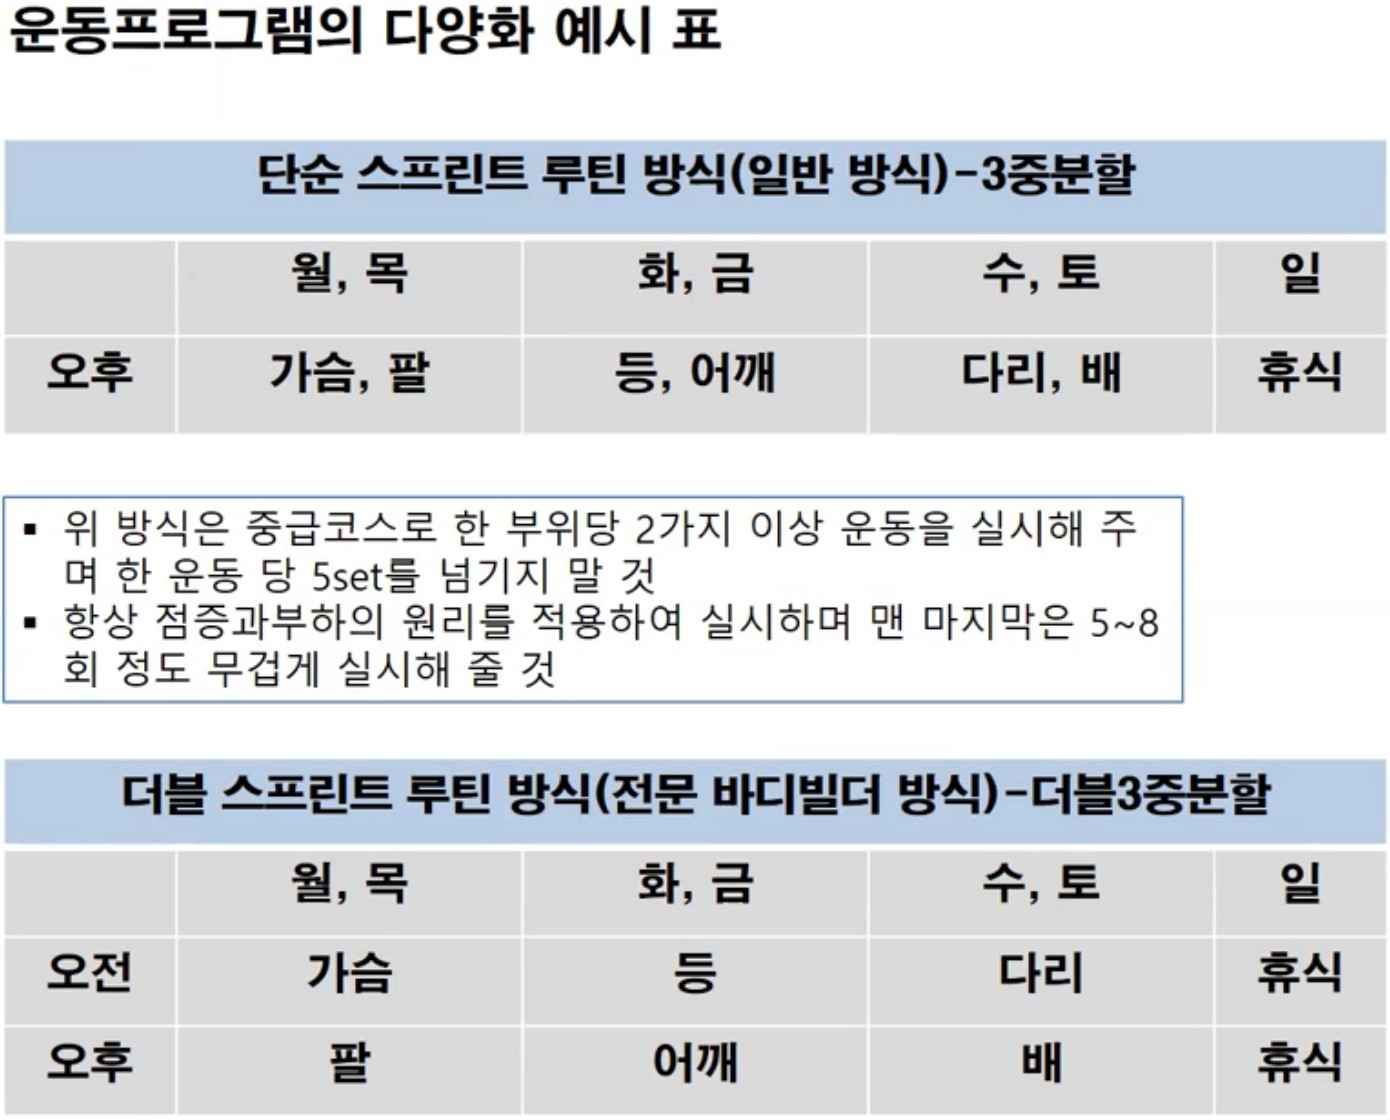 운동프로그램의 다양화 예시 표
단순 스프린트 루틴 방식(일반 방식)-3중분할
월, 목 화, 금 수, 토 일
오후 가슴, 팔 등, 어깨 다리, 배 휴식
▪ 위 방식은 중급코스로 한 부위당 2가지 이상 운동을 실시해 주
며 한 운동 당 5set를 넘기지 말 것
▪ 항상 점증과부하의 원리를 적용하여 실시하며 맨 마지막은 5~8
회 정도 무겁게 실시해 줄 것
더블 스프린트 루틴 방식(전문 바디빌더 방식)-더블3중분할
월, 목 화, 금 수, 토 일
오전 가슴 등 다리 휴식
오후 팔 어깨 배 휴식